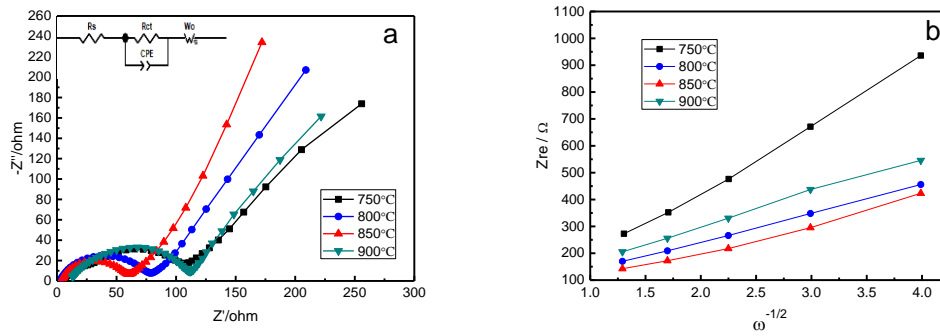 a
Rs Rct Wo
s
CPE
-Z''/ohm
-260
240
220
200
180
160
140
120
100
80
60
40
20
0
0 50 100 150 200 250 300
Z'/ohm
750°C
800°C
850°C
900°C
b
Zre / Ω
1100
1000
900
800
700
600
500
400
300
200
100
1.0 1.5 2.0 2.5 3.0 3.5 4.0
ω-1/2
750°C
800°C
850°C
900°C